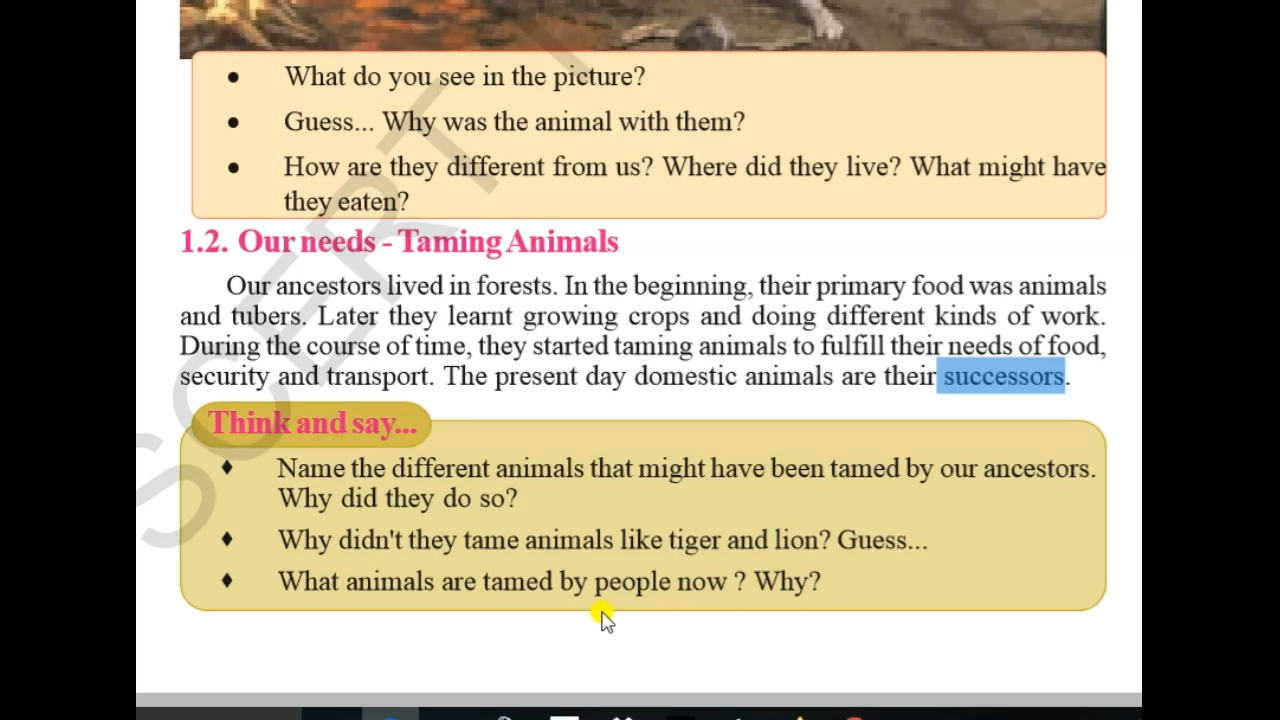 What do you see in the picture?
Guess... Why was the animal with them?
How are they different from us? Where did they live? What might have
they eaten?
1.2. Our needs - Taming Animals
Our ancestors lived in forests. In the beginning, their primary food was animals
and tubers. Later they learnt growing crops and doing different kinds of work.
During the course of time, they started taming animals to fulfill their needs of food,
security and transport. The present day domestic animals are their successors.
Think and say...
Name the different animals that might have been tamed by our ancestors.
Why did they do so?
Why didn't they tame animals like tiger and lion? Guess...
What animals are tamed by people now ? Why?
SCERT T